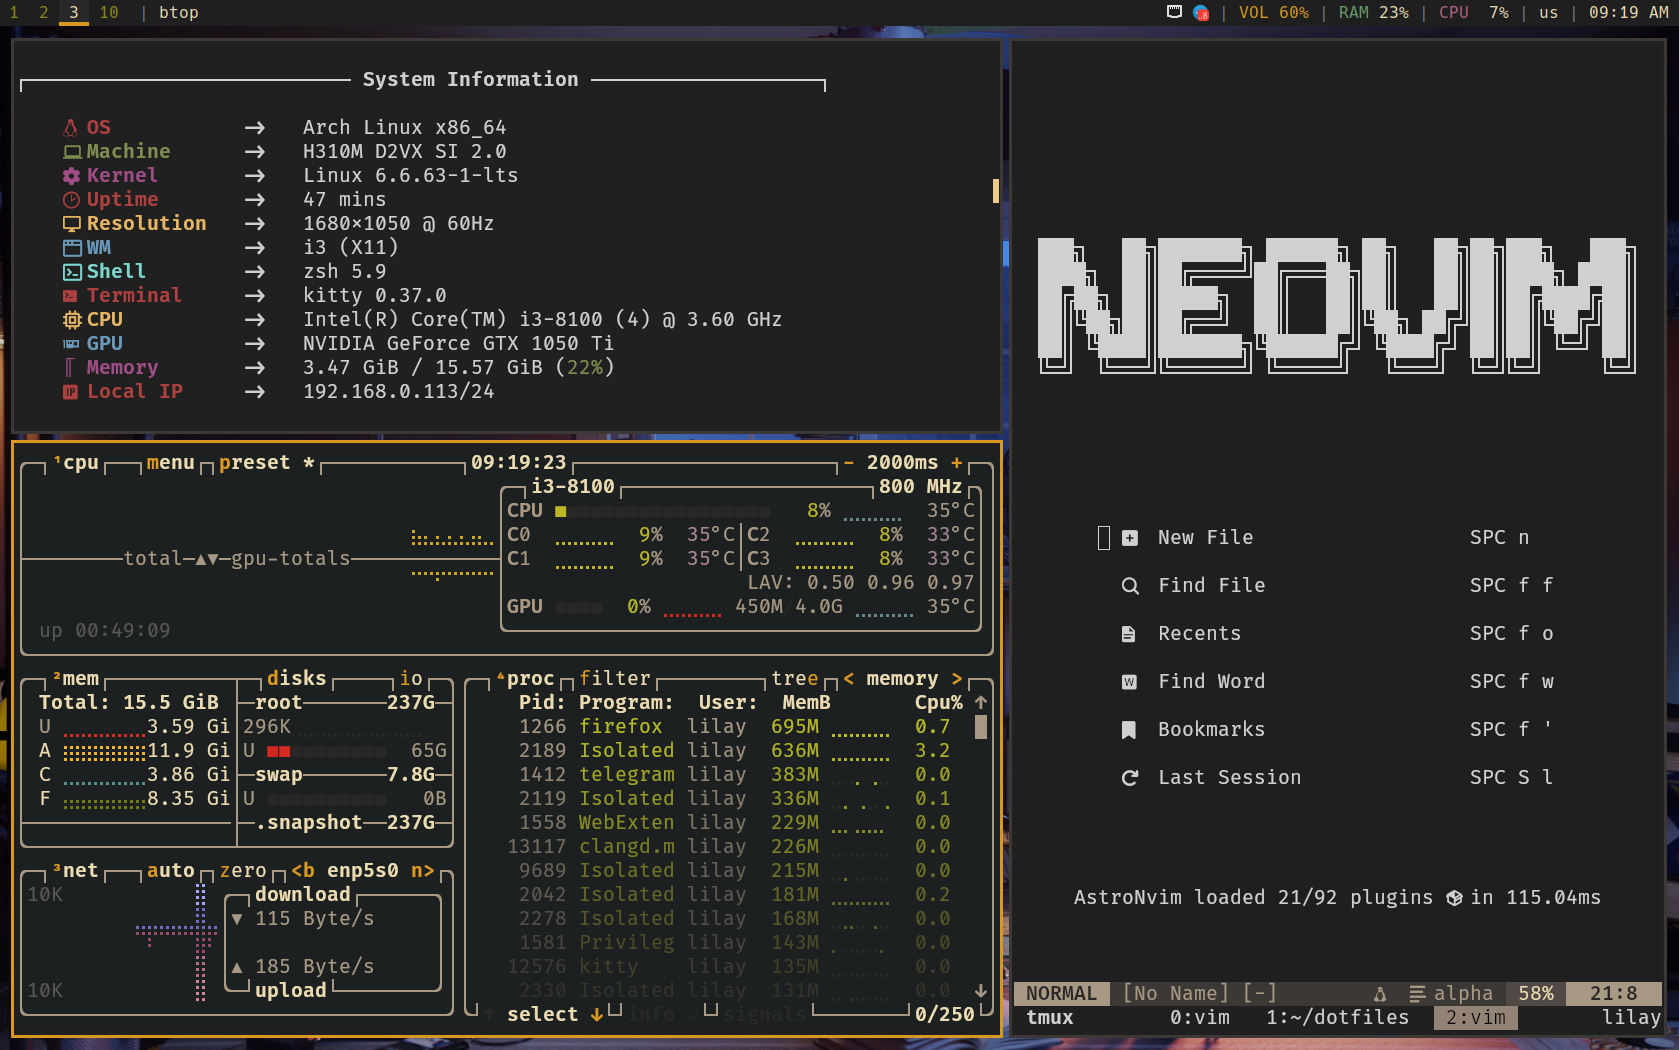 1 2 3 10 | btop
8 | VOL 60% | RAM 23% | CPU 7% | us | 09:19 AM
System Information
OS → Arch Linux x86_64
Machine → H310M D2VX SI 2.0
Kernel → Linux 6.6.63-1-lts
Uptime → 47 mins
Resolution → 1680×1050 @ 60Hz
WM → i3 (X11)
Shell → zsh 5.9
Terminal → kitty 0.37.0
CPU → Intel(R) Core(TM) i3-8100 (4) @ 3.60 GHz
GPU → NVIDIA GeForce GTX 1050 Ti
Memory → 3.47 GiB / 15.57 GiB (22%)
IP Local IP → 192.168.0.113/24
¹cpu menu preset * 09:19:23 - 2000ms +
i3-8100 800 MHz
CPU 8% 35°C
C0 9% 35°C C2 8% 33°C
C1 9% 35°C C3 8% 33°C
LAV: 0.50 0.96 0.97
GPU 0% 450M/4.0G 35°C
total ▲▼ gpu-totals
up 00:49:09
²mem disks io
Total: 15.5 GiB
U 3.59 Gi
A 11.9 Gi
C 3.86 Gi
F 8.35 Gi
root 237G
296K
U 65G
swap 7.8G
U 0B
.snapshot 237G
³net auto zero <b enp5s0 n>
10K
download
▼ 115 Byte/s
▲ 185 Byte/s
upload
10K
⁴proc filter tree < memory >
Pid: Program: User: MemB Cpu% ↑
1266 firefox lilay 695M 0.7
2189 Isolated lilay 636M 3.2
1412 telegram lilay 383M 0.0
2119 Isolated lilay 336M 0.1
1558 WebExten lilay 229M 0.0
13117 clangd.m lilay 226M 0.0
9689 Isolated lilay 215M 0.0
2042 Isolated lilay 181M 0.2
2278 Isolated lilay 168M 0.0
1581 Privileg lilay 143M 0.0
12576 kitty lilay 135M 0.0
2330 Isolated lilay 131M 0.0 ↓
↑ select ↓ info ↵ signals 0/250
NEOVIM
New File SPC n
Find File SPC f f
Recents SPC f o
W Find Word SPC f w
Bookmarks SPC f '
Last Session SPC S l
AstroNvim loaded 21/92 plugins in 115.04ms
NORMAL [No Name] [-] alpha 58% 21:8
tmux 0:vim 1:~/dotfiles 2:vim lilay